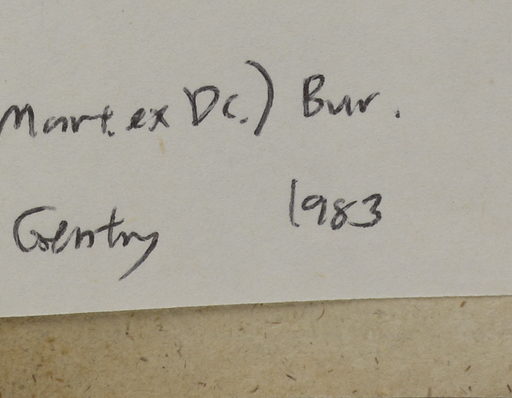 Mart. ex DC.) Bur.
Gentry 1983